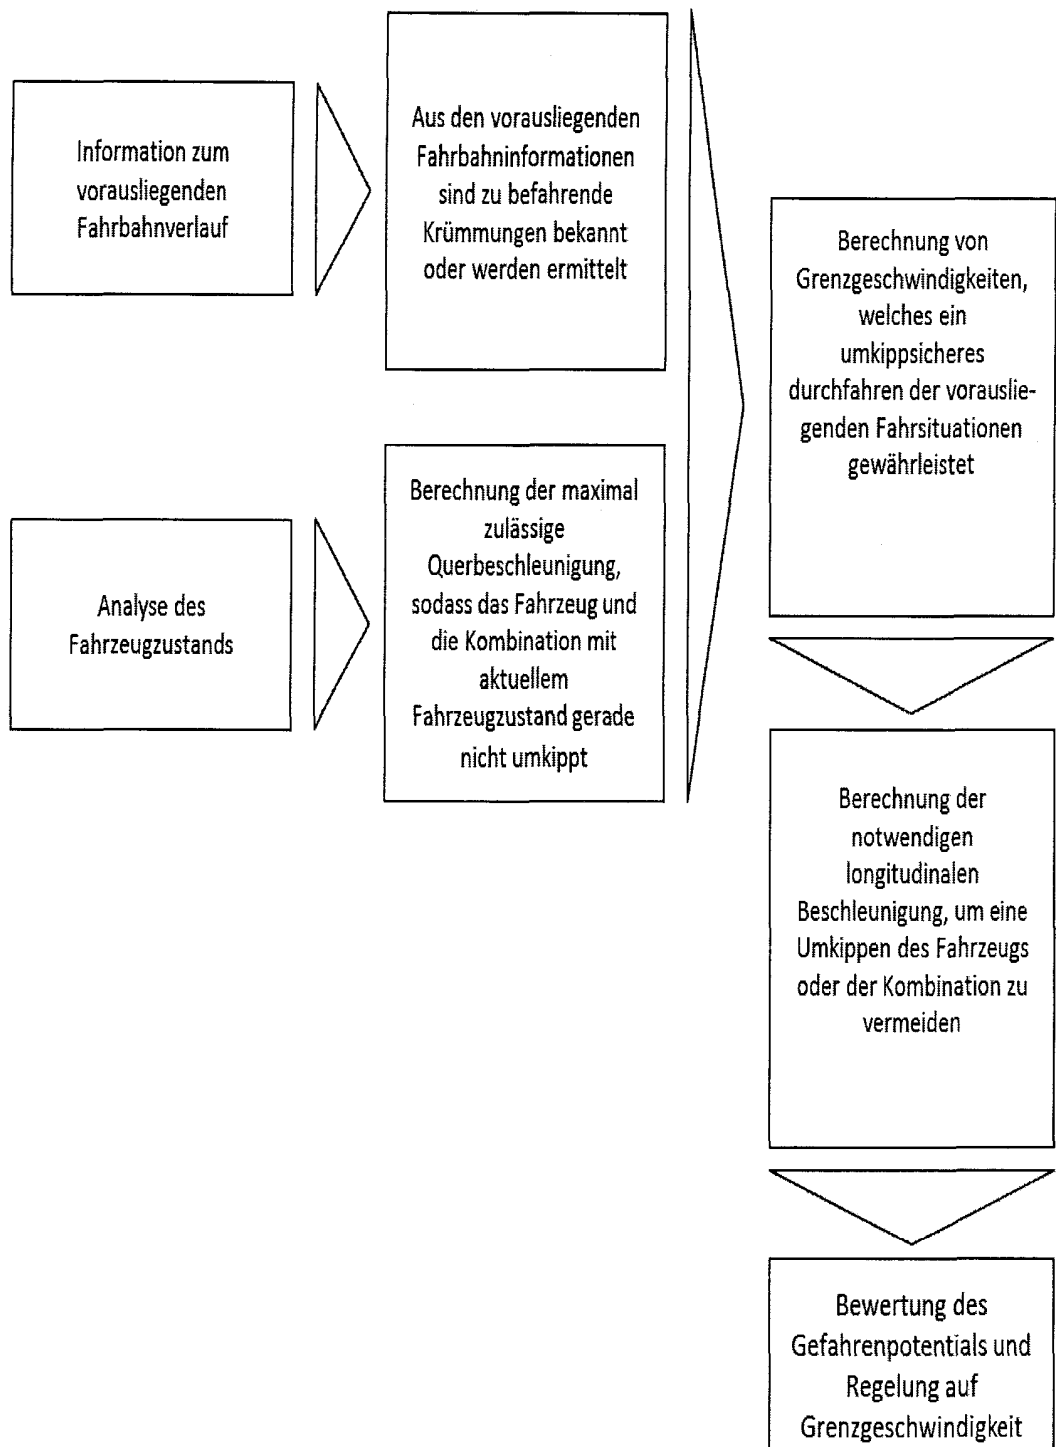 Information zum
vorausliegenden
Fahrbahnverlauf
Aus den vorausliegenden
Fahrbahninformationen
sind zu befahrende
Krümmungen bekannt
oder werden ermittelt
Analyse des
Fahrzeugzustands
Berechnung der maximal
zulässige
Querbeschleunigung,
sodass das Fahrzeug und
die Kombination mit
aktuellem
Fahrzeugzustand gerade
nicht umkippt
Berechnung von
Grenzgeschwindigkeiten,
welches ein
umkippsicheres
durchfahren der vorauslie-
genden Fahrsituationen
gewährleistet
Berechnung der
notwendigen
longitudinalen
Beschleunigung, um eine
Umkippen des Fahrzeugs
oder der Kombination zu
vermeiden
Bewertung des
Gefahrenpotentials und
Regelung auf
Grenzgeschwindigkeit